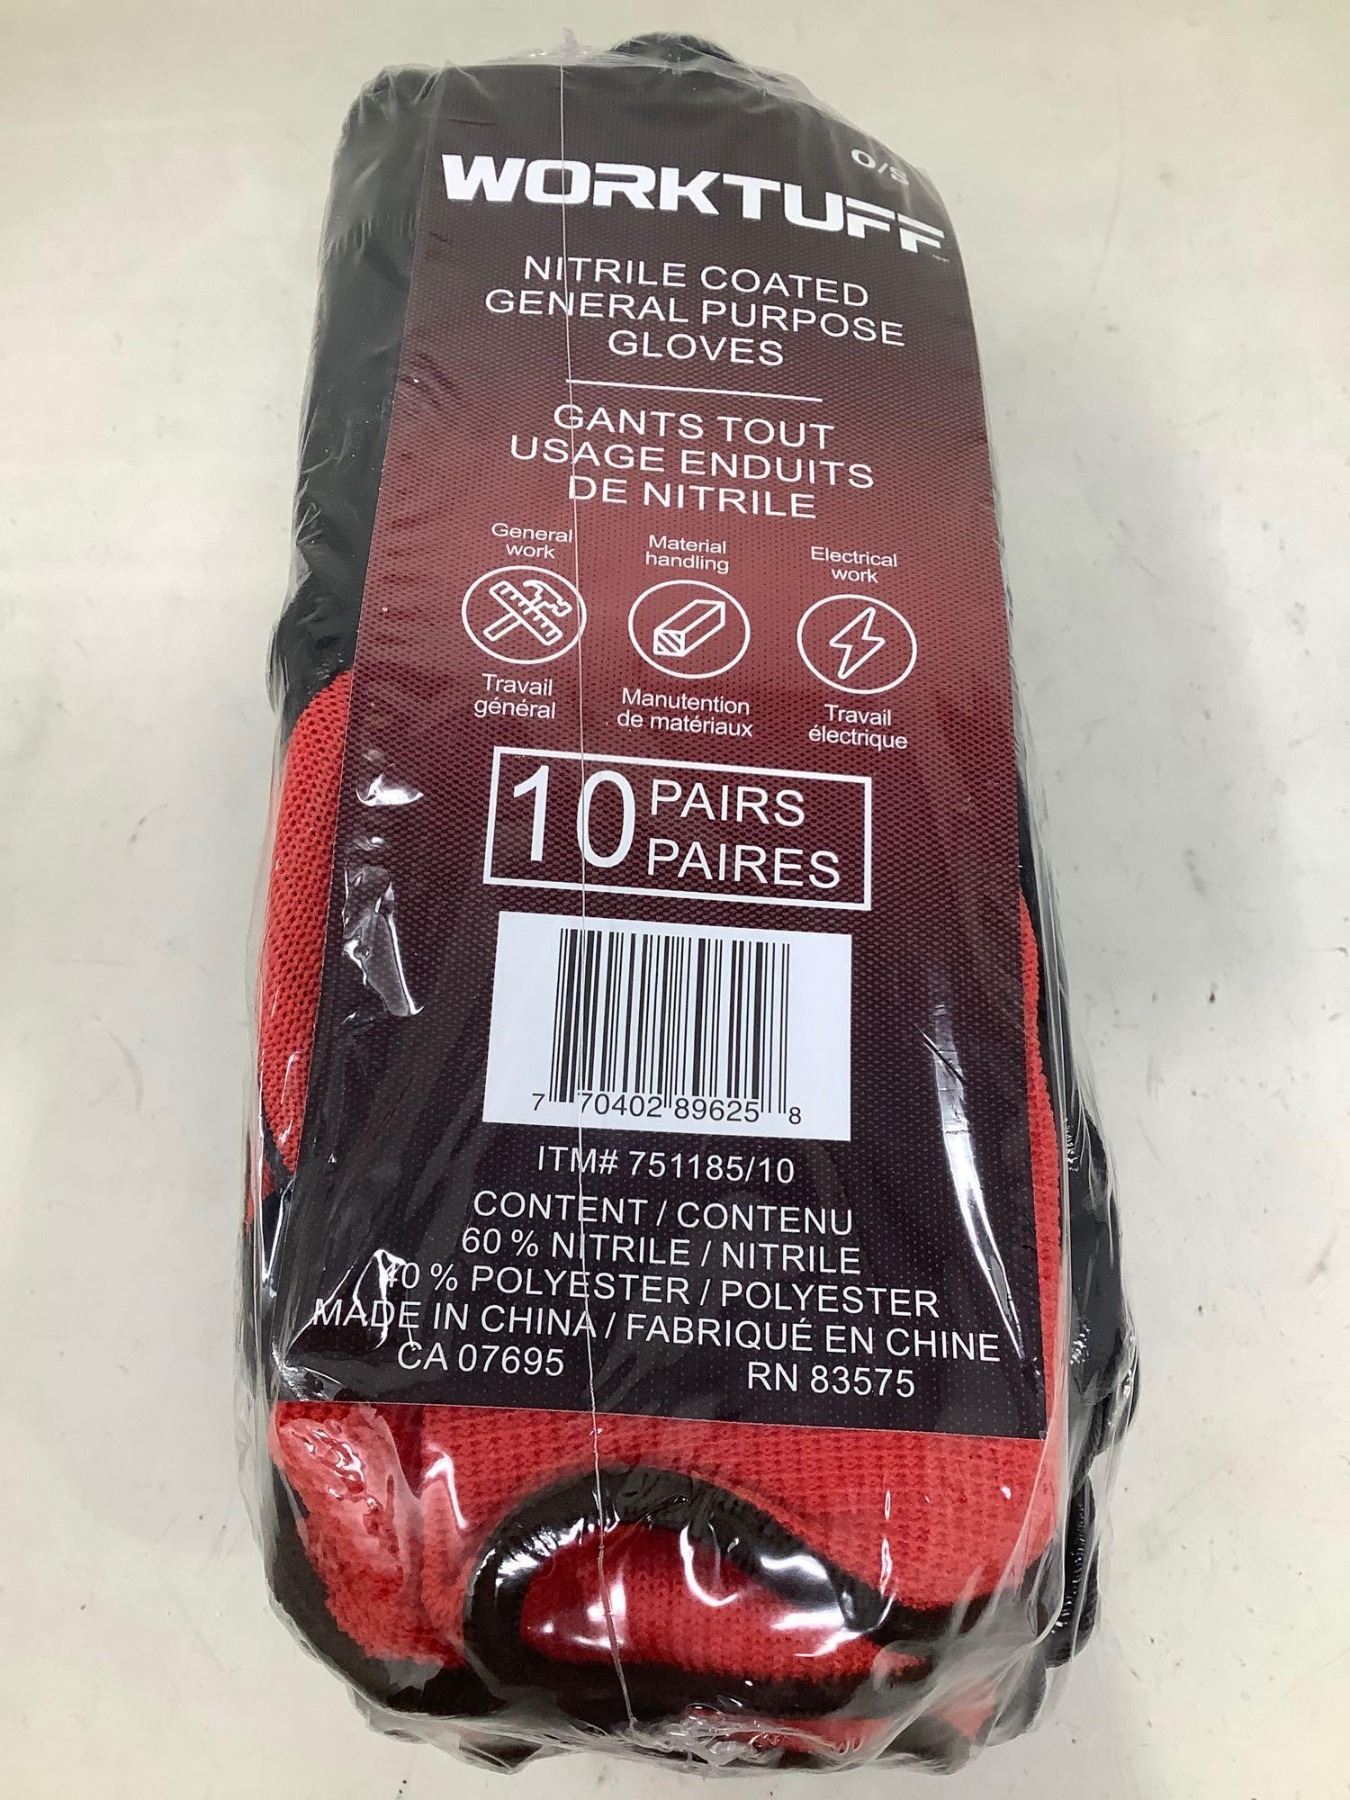 O/S
WORKTUFF
NITRILE COATED
GENERAL PURPOSE
GLOVES
GANTS TOUT
USAGE ENDUITS
DE NITRILE
General
work
Material
handling
Electrical
work
Travail
général
Manutention
de matériaux
Travail
électrique
10 PAIRS
PAIRES
7 70402 89625 8
ITM# 751185/10
CONTENT / CONTENU
60 % NITRILE / NITRILE
40 % POLYESTER / POLYESTER
MADE IN CHINA / FABRIQUÉ EN CHINE
CA 07695 RN 83575